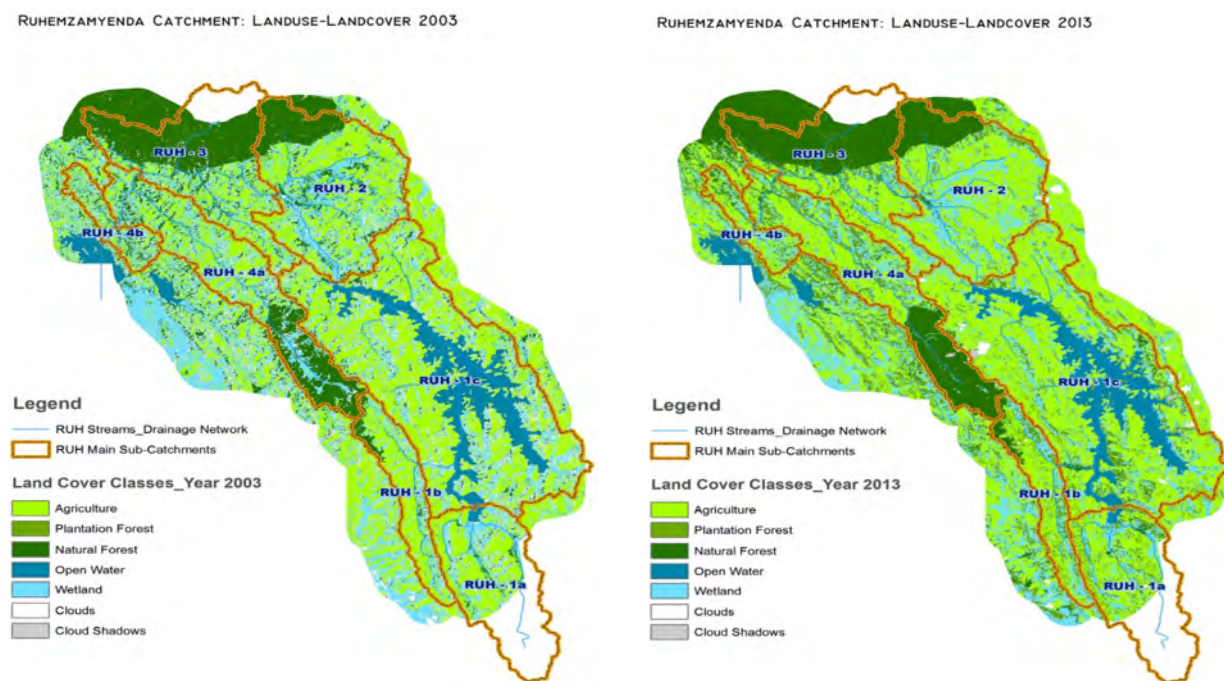 RUHEMZAMYENDA CATCHMENT: LANDUSE-LANDCOVER 2003
RUH - 3
RUH - 2
RUH - 4b
RUH - 4a
RUH - 1c
RUH - 1b
RUH - 1a
Legend
RUH Streams_Drainage Network
RUH Main Sub-Catchments
Land Cover Classes_Year 2003
Agriculture
Plantation Forest
Natural Forest
Open Water
Wetland
Clouds
Cloud Shadows
RUHEMZAMYENDA CATCHMENT: LANDUSE-LANDCOVER 2013
RUH - 3
RUH - 2
RUH - 4b
RUH - 4a
RUH - 1c
RUH - 1b
RUH - 1a
Legend
RUH Streams_Drainage Network
RUH Main Sub-Catchments
Land Cover Classes_Year 2013
Agriculture
Plantation Forest
Natural Forest
Open Water
Wetland
Clouds
Cloud Shadows